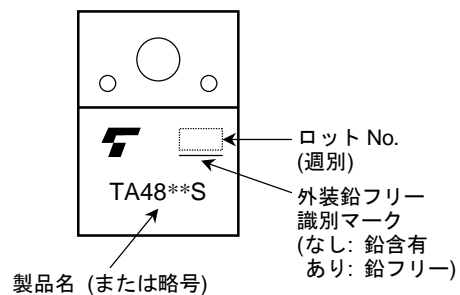 ロット No.
(週別)
外装鉛フリー
識別マーク
(なし: 鉛含有
あり: 鉛フリー)
TA48**S
製品名 (または略号)